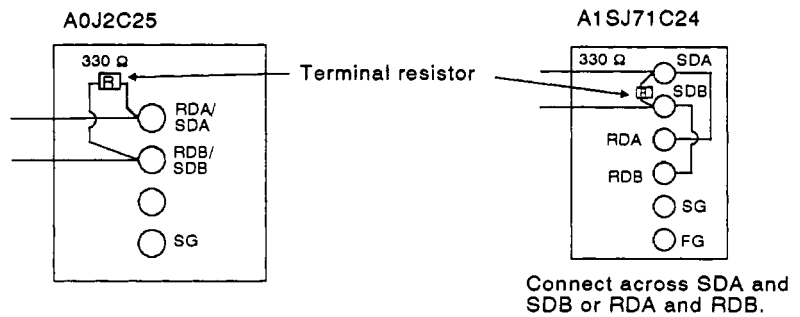 A0J2C25
A1SJ71C24
330 Ω
R
RDA/
SDA
RDB/
SDB
SG
Terminal resistor
330 Ω
SDA
R
SDB
RDA
RDB
SG
FG
Connect across SDA and
SDB or RDA and RDB.